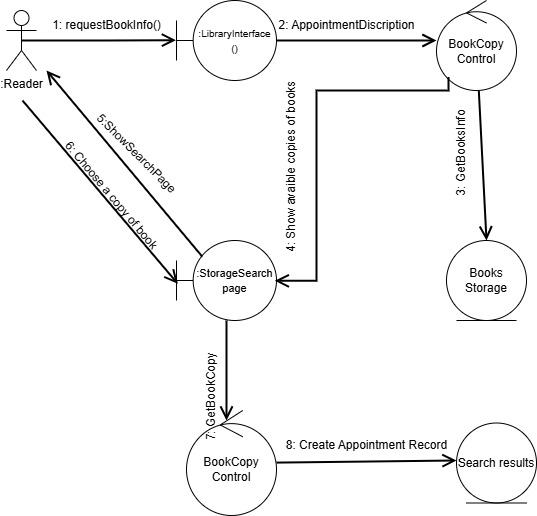 1: requestBookInfo()
2: AppointmentDiscription
:LibraryInterface
()
BookCopy
Control
:Reader
5:ShowSearchPage
6: Choose a copy of book
4: Show araible copies of books
3: GetBooksInfo
:StorageSearch
page
Books
Storage
7: GetBookCopy
BookCopy
Control
8: Create Appointment Record
Search results